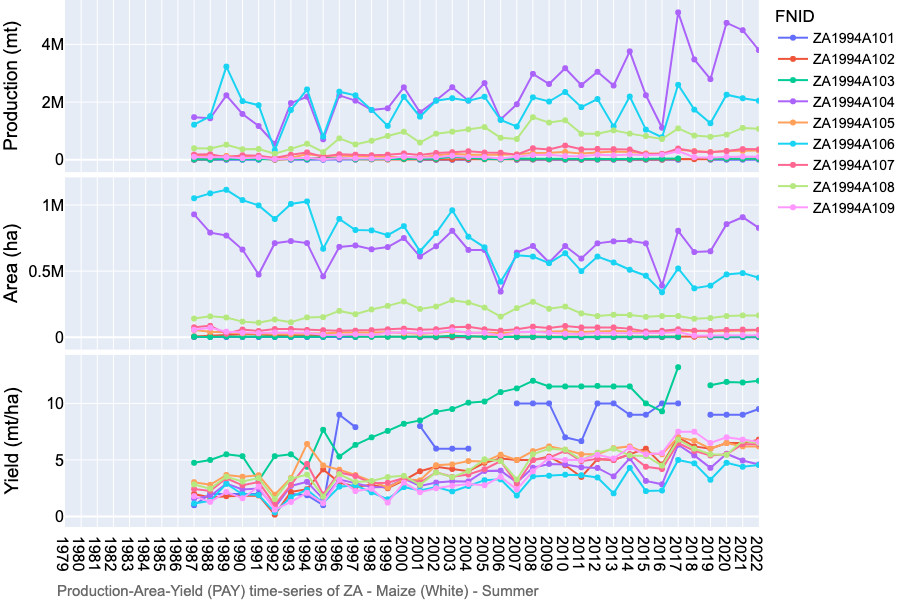 FNID
ZA1994A101
ZA1994A102
ZA1994A103
ZA1994A104
ZA1994A105
ZA1994A106
ZA1994A107
ZA1994A108
ZA1994A109
Production (mt)
4M
2M
0
Area (ha)
1M
0.5M
0
Yield (mt/ha)
10
5
0
1979
1980
1981
1982
1983
1984
1985
1986
1987
1988
1989
1990
1991
1992
1993
1994
1995
1996
1997
1998
1999
2000
2001
2002
2003
2004
2005
2006
2007
2008
2009
2010
2011
2012
2013
2014
2015
2016
2017
2018
2019
2020
2021
2022
Production-Area-Yield (PAY) time-series of ZA - Maize (White) - Summer